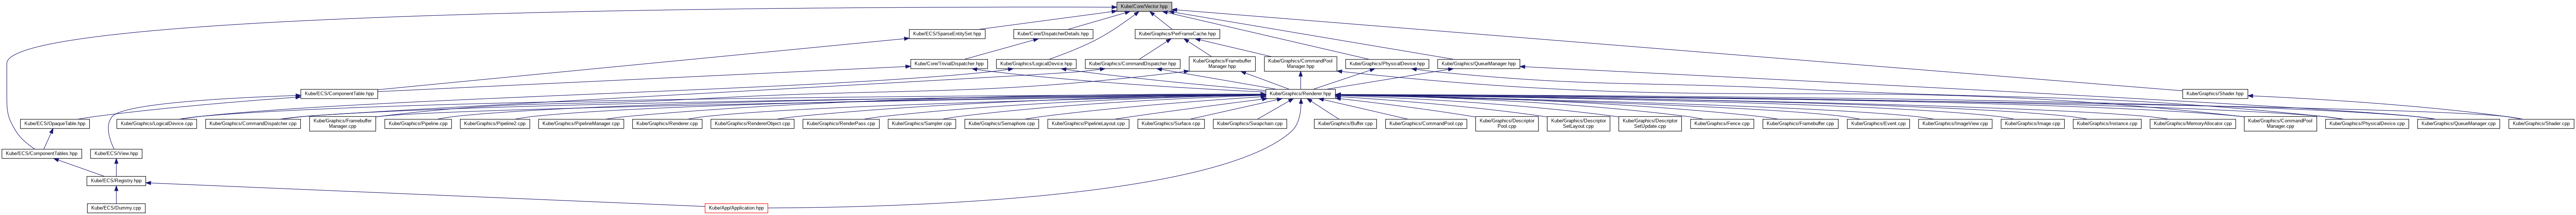 Kube/Core/Vector.hpp
Kube/ECS/SparseEntitySet.hpp
Kube/Core/DispatcherDetails.hpp
Kube/Graphics/PerFrameCache.hpp
Kube/Core/TrivialDispatcher.hpp
Kube/Graphics/LogicalDevice.hpp
Kube/Graphics/CommandDispatcher.hpp
Kube/Graphics/Framebuffer
Manager.hpp
Kube/Graphics/CommandPool
Manager.hpp
Kube/Graphics/PhysicalDevice.hpp
Kube/Graphics/QueueManager.hpp
Kube/ECS/ComponentTable.hpp
Kube/Graphics/Renderer.hpp
Kube/Graphics/Shader.hpp
Kube/ECS/OpaqueTable.hpp
Kube/Graphics/LogicalDevice.cpp
Kube/Graphics/CommandDispatcher.cpp
Kube/Graphics/Framebuffer
Manager.cpp
Kube/Graphics/Pipeline.cpp
Kube/Graphics/Pipeline2.cpp
Kube/Graphics/PipelineManager.cpp
Kube/Graphics/Renderer.cpp
Kube/Graphics/RenderObject.cpp
Kube/Graphics/RenderPass.cpp
Kube/Graphics/Sampler.cpp
Kube/Graphics/Semaphore.cpp
Kube/Graphics/PipelineLayout.cpp
Kube/Graphics/Surface.cpp
Kube/Graphics/Swapchain.cpp
Kube/Graphics/Buffer.cpp
Kube/Graphics/CommandPool.cpp
Kube/Graphics/Descriptor
Pool.cpp
Kube/Graphics/Descriptor
SetLayout.cpp
Kube/Graphics/Descriptor
SetUpdate.cpp
Kube/Graphics/Fence.cpp
Kube/Graphics/Framebuffer.cpp
Kube/Graphics/Event.cpp
Kube/Graphics/ImageView.cpp
Kube/Graphics/Image.cpp
Kube/Graphics/Instance.cpp
Kube/Graphics/MemoryAllocator.cpp
Kube/Graphics/CommandPool
Manager.cpp
Kube/Graphics/PhysicalDevice.cpp
Kube/Graphics/QueueManager.cpp
Kube/Graphics/Shader.cpp
Kube/ECS/ComponentTables.hpp
Kube/ECS/View.hpp
Kube/ECS/Registry.hpp
Kube/ECS/Dummy.cpp
Kube/App/Application.hpp